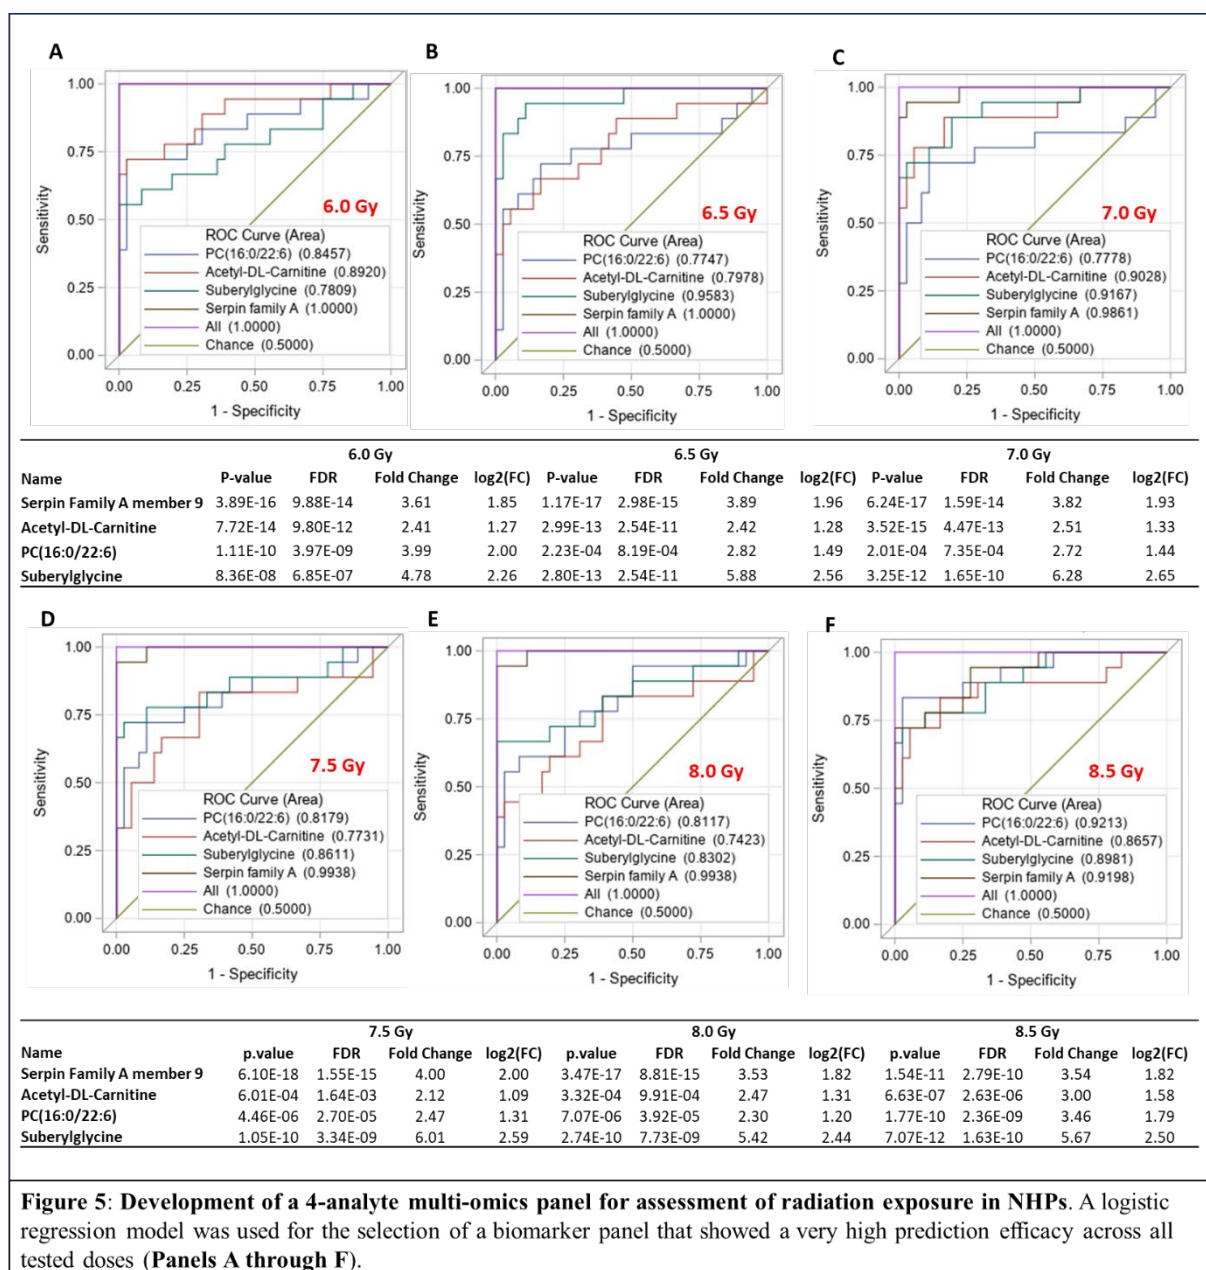 A
1.00
0.75
0.50
0.25
0.00
Sensitivity
6.0 Gy
ROC Curve (Area)
PC(16:0/22:6) (0.8457)
Acetyl-DL-Carnitine (0.8920)
Suberylglycine (0.7809)
Serpin family A (1.0000)
All (1.0000)
Chance (0.5000)
0.00 0.25 0.50 0.75 1.00
1 - Specificity
B
1.00
0.75
0.50
0.25
0.00
Sensitivity
6.5 Gy
ROC Curve (Area)
PC(16:0/22:6) (0.7747)
Acetyl-DL-Carnitine (0.7978)
Suberylglycine (0.9583)
Serpin family A (1.0000)
All (1.0000)
Chance (0.5000)
0.00 0.25 0.50 0.75 1.00
1 - Specificity
C
1.00
0.75
0.50
0.25
0.00
Sensitivity
7.0 Gy
ROC Curve (Area)
PC(16:0/22:6) (0.7778)
Acetyl-DL-Carnitine (0.9028)
Suberylglycine (0.9167)
Serpin family A (0.9861)
All (1.0000)
Chance (0.5000)
0.00 0.25 0.50 0.75 1.00
1 - Specificity
6.0 Gy 6.5 Gy 7.0 Gy
Name P-value FDR Fold Change log2(FC) P-value FDR Fold Change log2(FC) P-value FDR Fold Change log2(FC)
Serpin Family A member 9 3.89E-16 9.88E-14 3.61 1.85 1.17E-17 2.98E-15 3.89 1.96 6.24E-17 1.59E-14 3.82 1.93
Acetyl-DL-Carnitine 7.72E-14 9.80E-12 2.41 1.27 2.99E-13 2.54E-11 2.42 1.28 3.52E-15 4.47E-13 2.51 1.33
PC(16:0/22:6) 1.11E-10 3.97E-09 3.99 2.00 2.23E-04 8.19E-04 2.82 1.49 2.01E-04 7.35E-04 2.72 1.44
Suberylglycine 8.36E-08 6.85E-07 4.78 2.26 2.80E-13 2.54E-11 5.88 2.56 3.25E-12 1.65E-10 6.28 2.65
D
1.00
0.75
0.50
0.25
0.00
Sensitivity
7.5 Gy
ROC Curve (Area)
PC(16:0/22:6) (0.8179)
Acetyl-DL-Carnitine (0.7731)
Suberylglycine (0.8611)
Serpin family A (0.9938)
All (1.0000)
Chance (0.5000)
0.00 0.25 0.50 0.75 1.00
1 - Specificity
E
1.00
0.75
0.50
0.25
0.00
Sensitivity
8.0 Gy
ROC Curve (Area)
PC(16:0/22:6) (0.8117)
Acetyl-DL-Carnitine (0.7423)
Suberylglycine (0.8302)
Serpin family A (0.9938)
All (1.0000)
Chance (0.5000)
0.00 0.25 0.50 0.75 1.00
1 - Specificity
F
1.00
0.75
0.50
0.25
0.00
Sensitivity
8.5 Gy
ROC Curve (Area)
PC(16:0/22:6) (0.9213)
Acetyl-DL-Carnitine (0.8657)
Suberylglycine (0.8981)
Serpin family A (0.9198)
All (1.0000)
Chance (0.5000)
0.00 0.25 0.50 0.75 1.00
1 - Specificity
7.5 Gy 8.0 Gy 8.5 Gy
Name p.value FDR Fold Change log2(FC) p.value FDR Fold Change log2(FC) p.value FDR Fold Change log2(FC)
Serpin Family A member 9 6.10E-18 1.55E-15 4.00 2.00 3.47E-17 8.81E-15 3.53 1.82 1.54E-11 2.79E-10 3.54 1.82
Acetyl-DL-Carnitine 6.01E-04 1.64E-03 2.12 1.09 3.32E-04 9.91E-04 2.47 1.31 6.63E-07 2.63E-06 3.00 1.58
PC(16:0/22:6) 4.46E-06 2.70E-05 2.47 1.31 7.07E-06 3.92E-05 2.30 1.20 1.77E-10 2.36E-09 3.46 1.79
Suberylglycine 1.05E-10 3.34E-09 6.01 2.59 2.74E-10 7.73E-09 5.42 2.44 7.07E-12 1.63E-10 5.67 2.50
Figure 5: Development of a 4-analyte multi-omics panel for assessment of radiation exposure in NHPs. A logistic
regression model was used for the selection of a biomarker panel that showed a very high prediction efficacy across all
tested doses (Panels A through F).